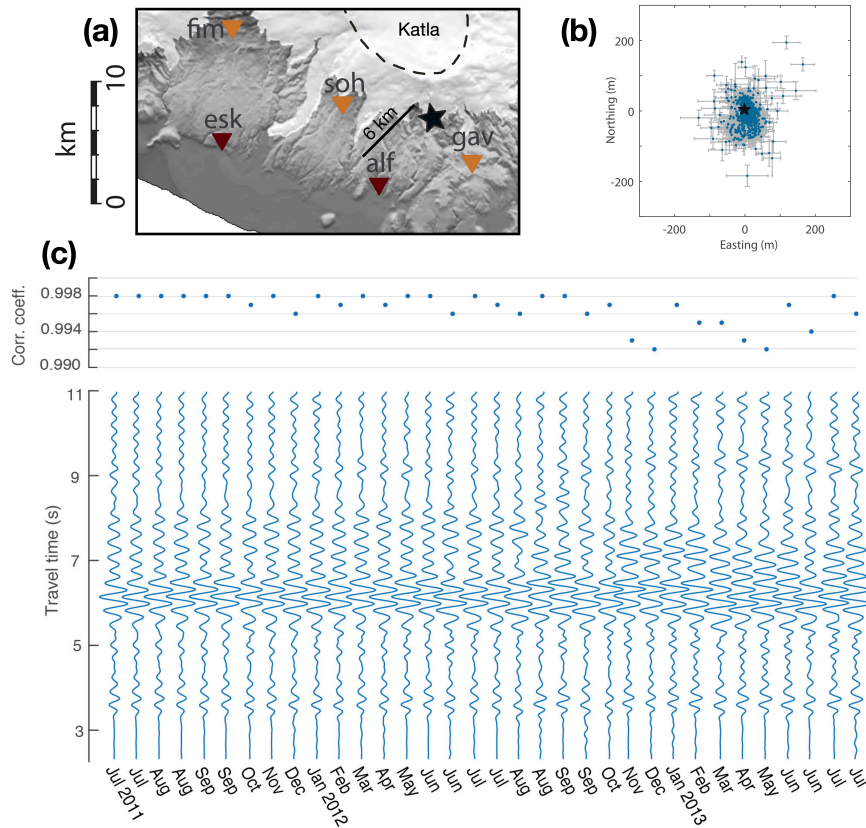 (a)
fim
Katla
soh
esk
6 km
gav
alf
10
km
0
(b)
200
0
-200
Northing (m)
-200
0
200
Easting (m)
(c)
0.998
0.994
0.990
Corr. coeff.
11
9
7
5
3
Travel time (s)
Jul 2011
Jul
Aug
Aug
Sep
Sep
Oct
Nov
Dec
Jan 2012
Feb
Mar
Apr
May
Jun
Jun
Jul
Jul
Aug
Aug
Sep
Sep
Oct
Nov
Dec
Jan 2013
Feb
Mar
Apr
May
Jun
Jun
Jul
Jul